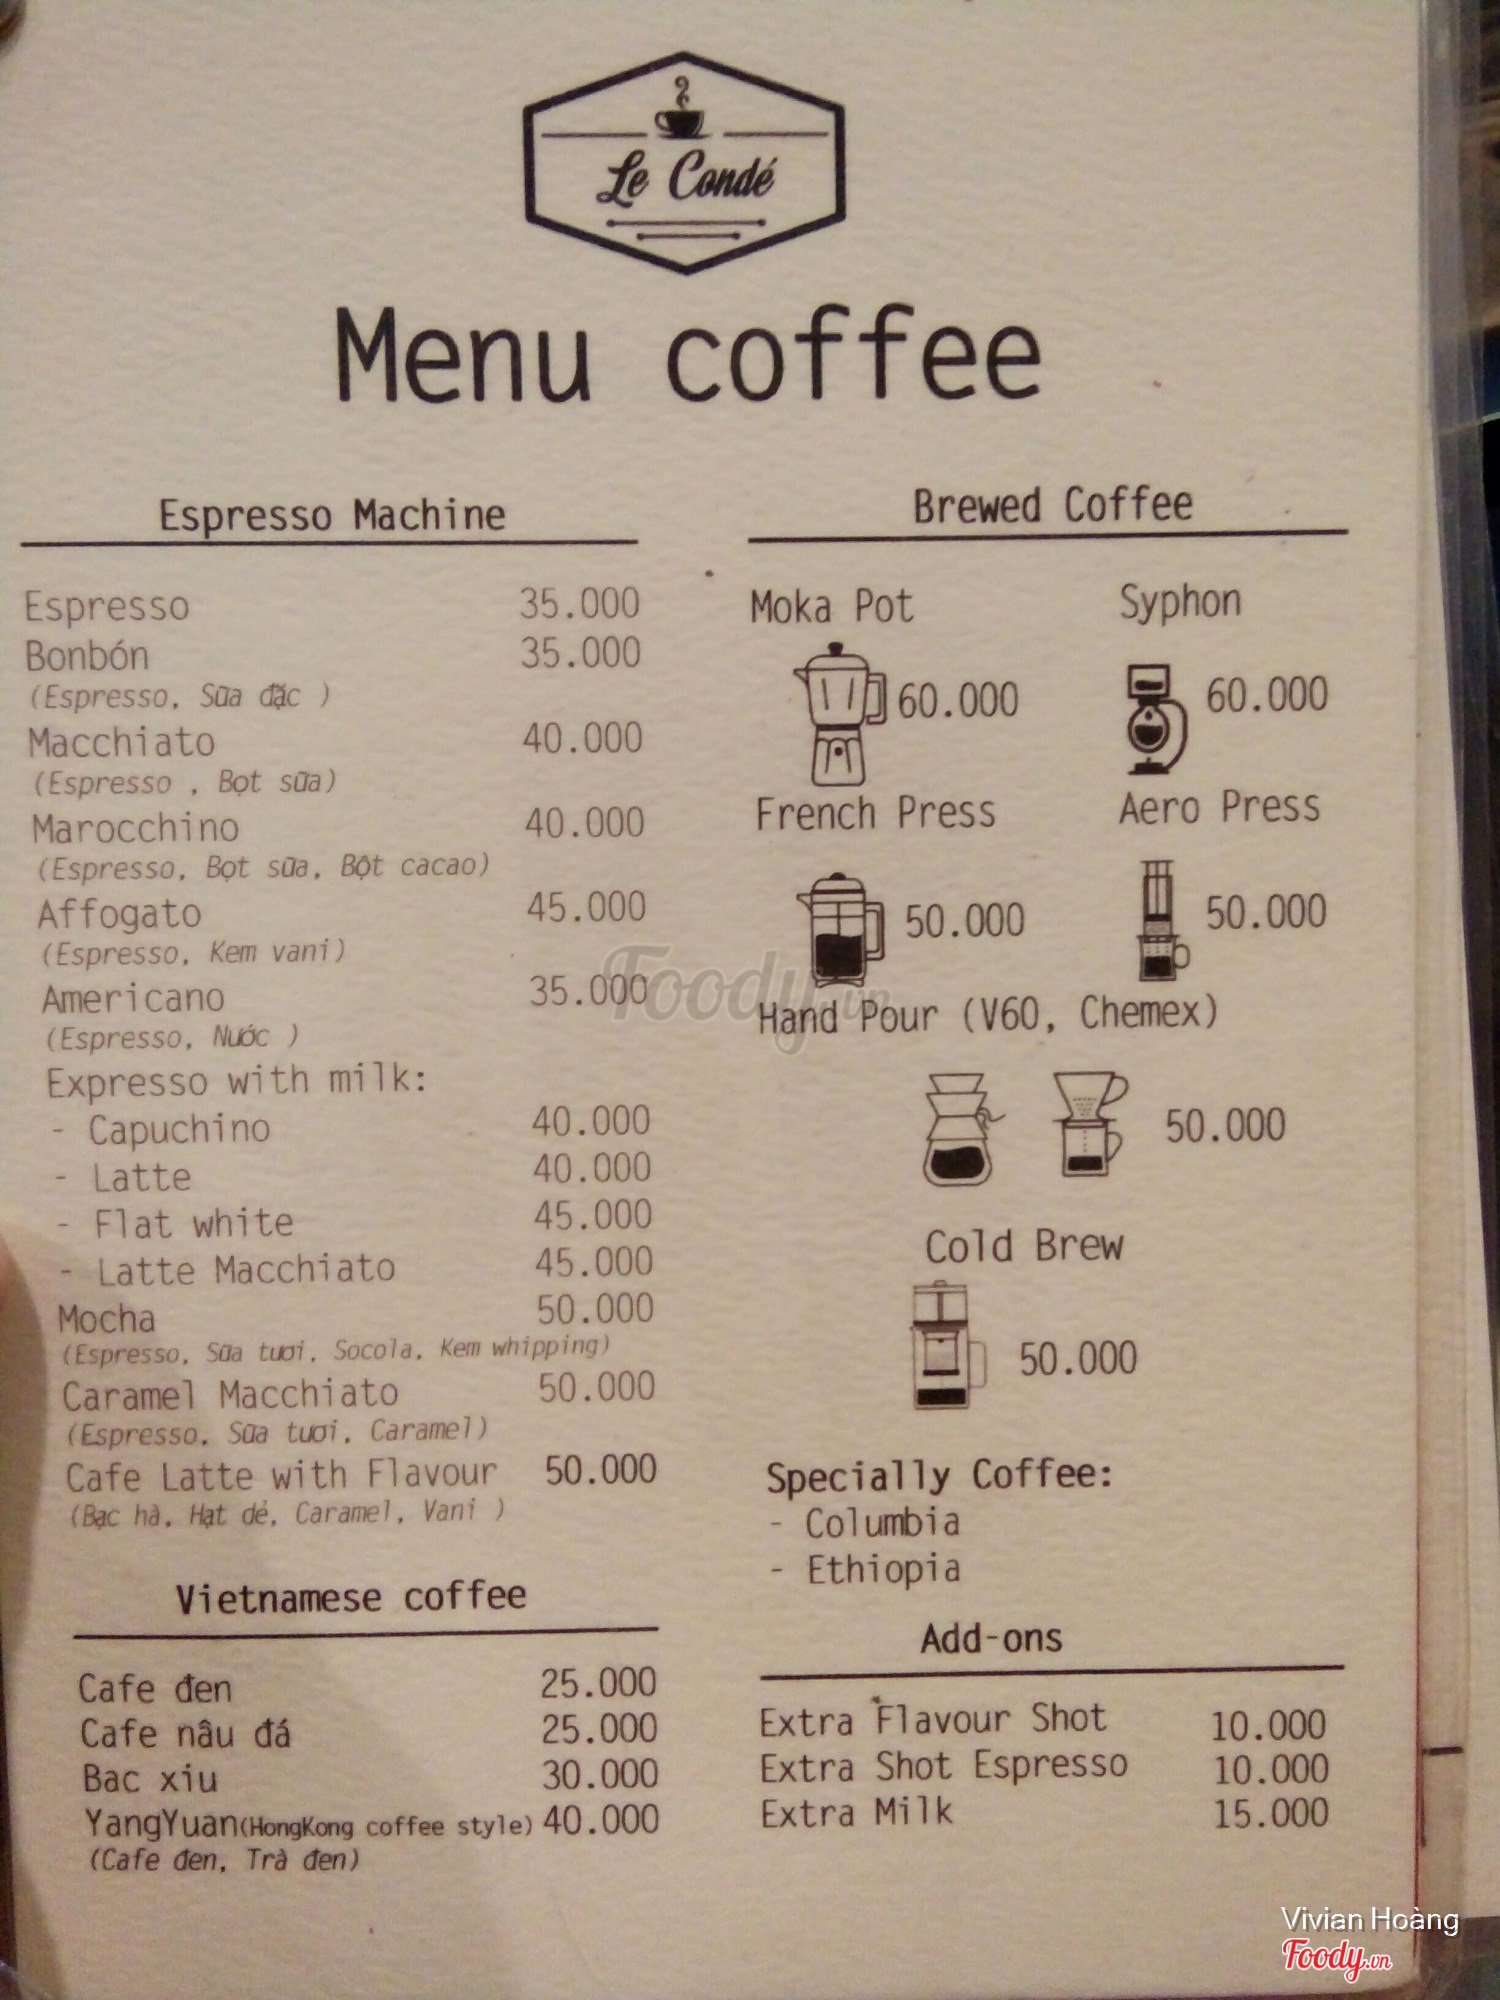 Le Condé
Menu coffee
Espresso Machine
Espresso 35.000
Bonbón 35.000
(Espresso, Sữa đặc )
Macchiato 40.000
(Espresso , Bọt sữa)
Marocchino 40.000
(Espresso, Bọt sữa, Bột cacao)
Affogato 45.000
(Espresso, Kem vani)
Americano 35.000
(Espresso, Nước )
Expresso with milk:
- Capuchino 40.000
- Latte 40.000
- Flat white 45.000
- Latte Macchiato 45.000
Mocha 50.000
(Espresso, Sữa tươi, Socola, Kem whipping)
Caramel Macchiato 50.000
(Espresso, Sữa tươi, Caramel)
Cafe Latte with Flavour 50.000
(Bạc hà, Hạt dẻ, Caramel, Vani )
Vietnamese coffee
Cafe đen 25.000
Cafe nâu đá 25.000
Bac xiu 30.000
YangYuan(HongKong coffee style) 40.000
(Cafe đen, Trà đen)
Brewed Coffee
Moka Pot Syphon
60.000 60.000
French Press Aero Press
50.000 50.000
Hand Pour (V60, Chemex)
50.000
Cold Brew
50.000
Specially Coffee:
- Columbia
- Ethiopia
Add-ons
Extra Flavour Shot 10.000
Extra Shot Espresso 10.000
Extra Milk 15.000
Foody.vn
Vivian Hoàng
Foody.vn